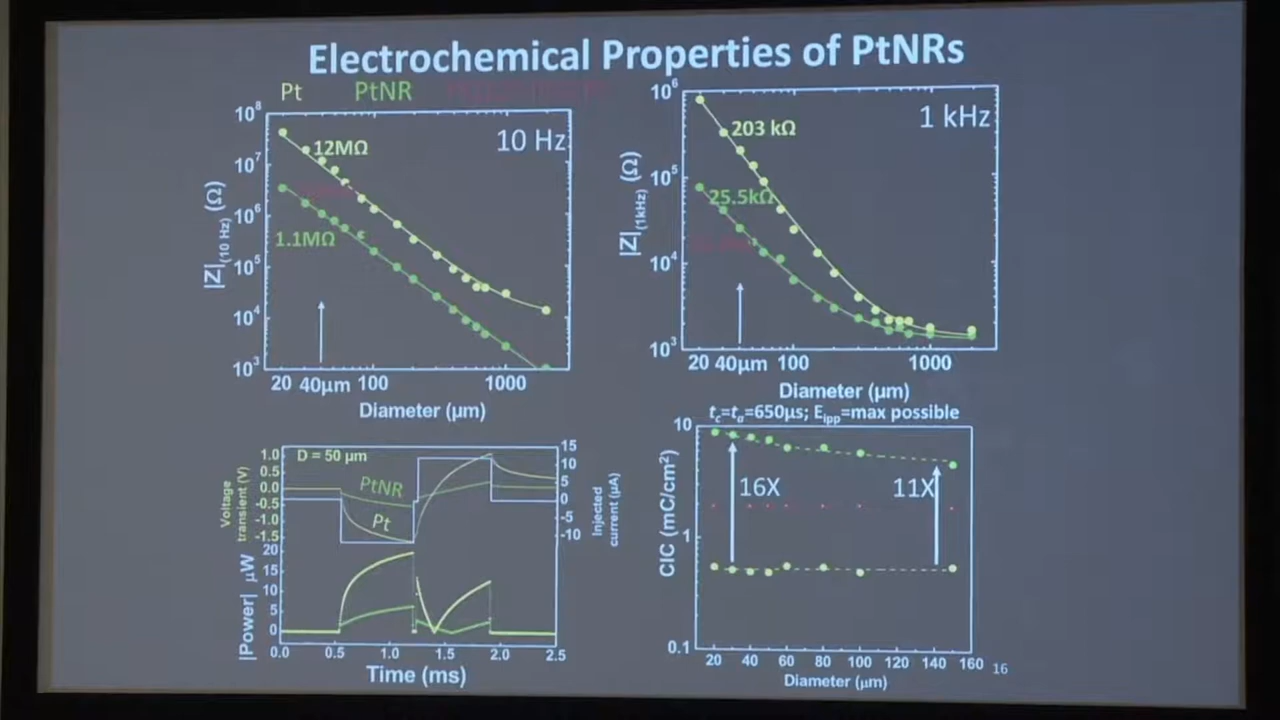 Electrochemical Properties of PtNRs
Pt PtNR
10⁸
10⁷
10⁶
10⁵
10⁴
10³
|Z|(10 Hz) (Ω)
10 Hz
12MΩ
1.1MΩ
20 40μm 100 1000
Diameter (μm)
10⁶
10⁵
10⁴
10³
|Z|(1kHz) (Ω)
1 kHz
203 kΩ
25.5kΩ
20 40μm 100 1000
Diameter (μm)
D = 50 μm
Voltage
transient (V)
1.0
0.5
0.0
-0.5
-1.0
-1.5
PtNR
Pt
15
10
5
0
-5
-10
Injected
current (μA)
|Power| μW
20
15
10
5
0
0.0 0.5 1.0 1.5 2.0 2.5
Time (ms)
tc=ta=650μs; Eipp=max possible
10
1
0.1
CIC (mC/cm²)
16X
11X
20 40 60 80 100 120 140 160
Diameter (μm)
16